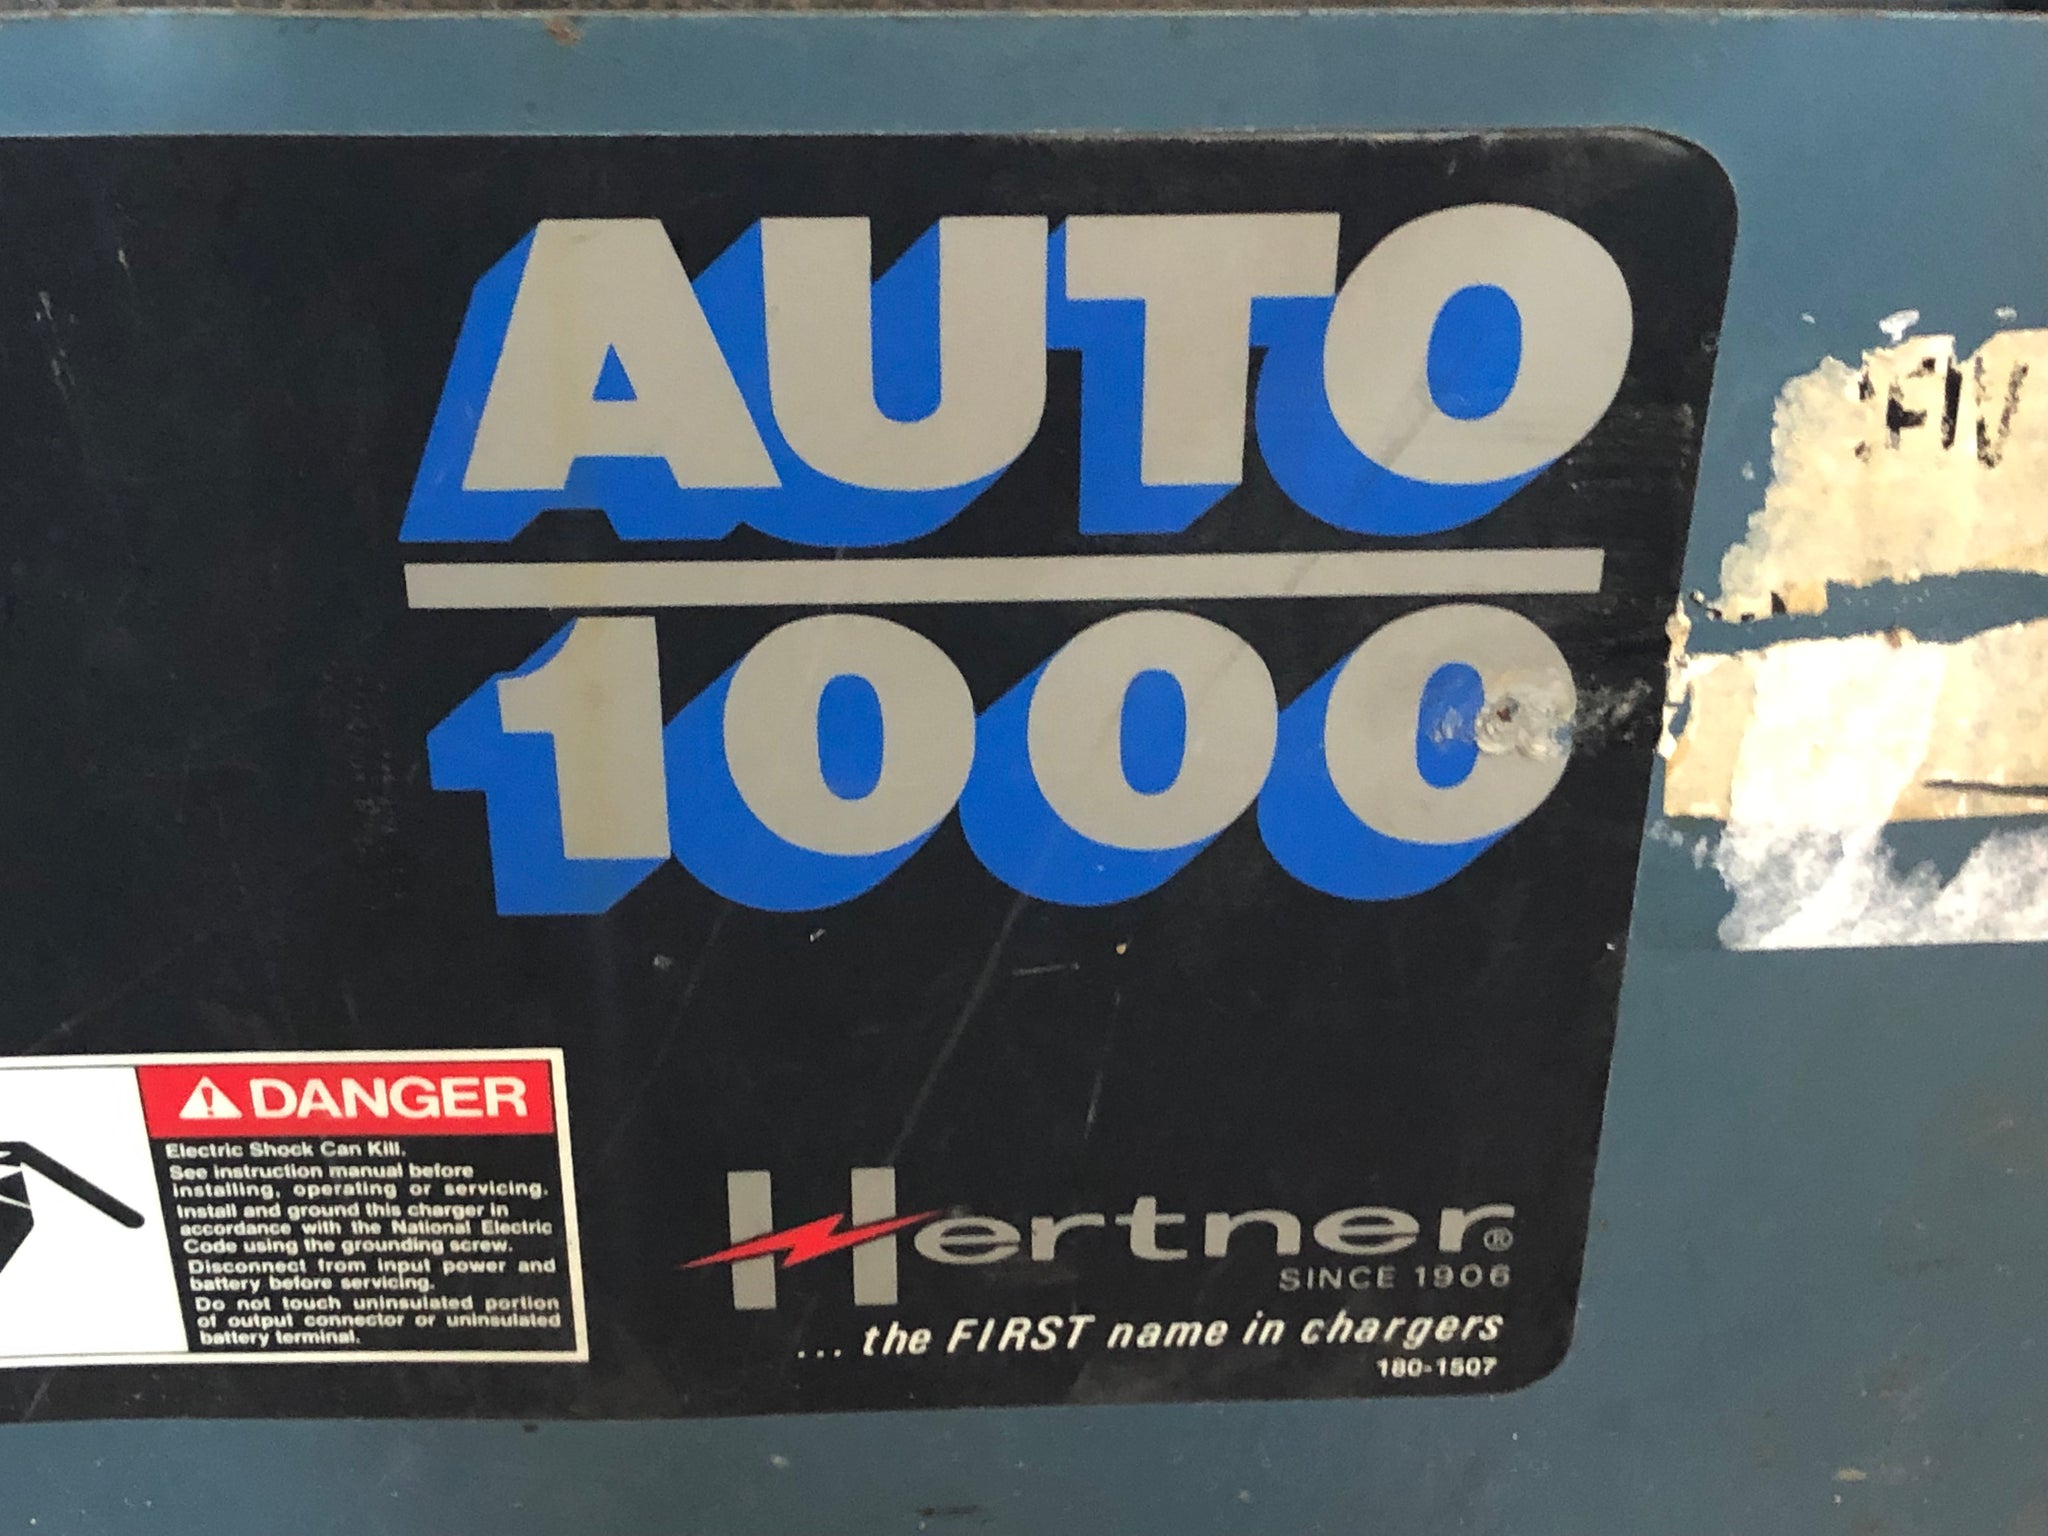 AUTO
1000
DANGER
Electric Shock Can Kill.
See instruction manual before
installing, operating or servicing.
Install and ground this charger in
accordance with the National Electric
Code using the grounding screw.
Disconnect from input power and
battery before servicing.
Do not touch uninsulated portion
of output connector or uninsulated
battery terminal.
Hertner®
SINCE 1906
... the FIRST name in chargers
180-1507